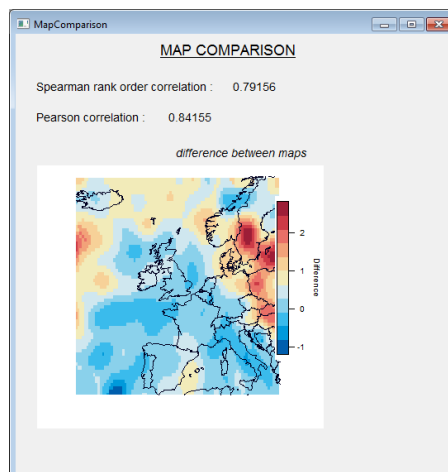 MapComparison
MAP COMPARISON
Spearman rank order correlation : 0.79156
Pearson correlation : 0.84155
difference between maps
2
1
0
-1
Difference